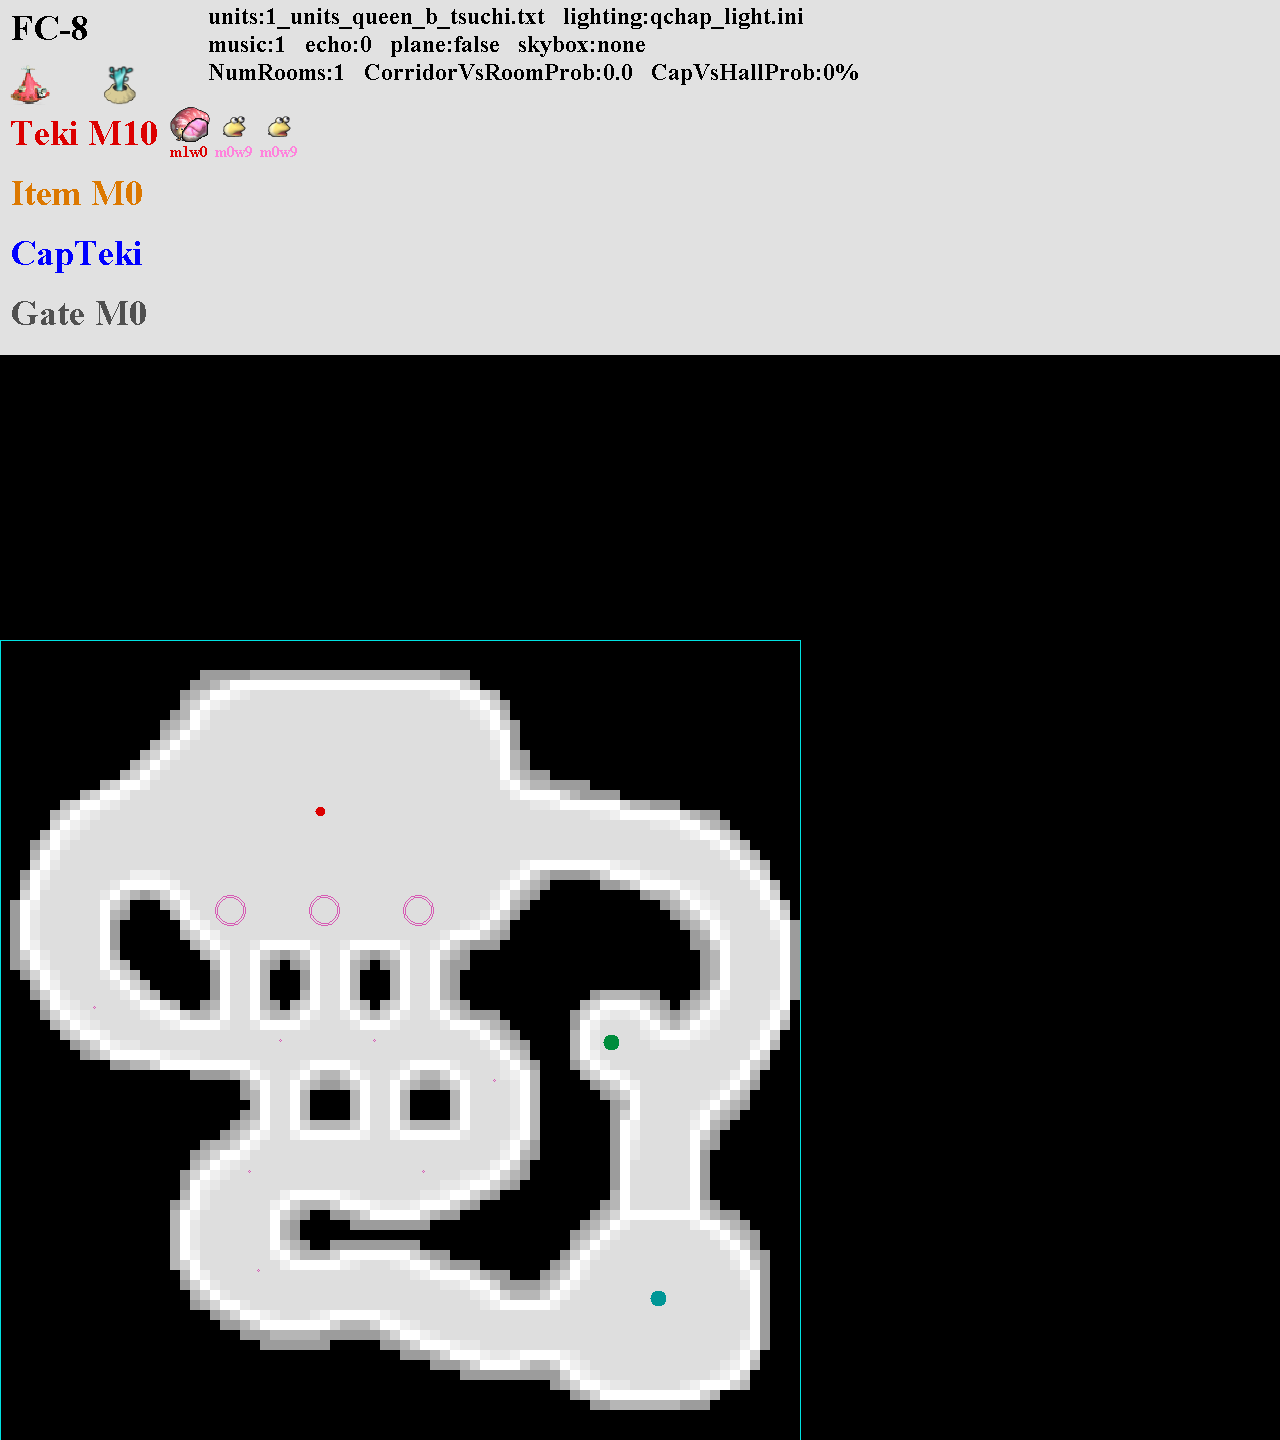 FC-8
units:1_units_queen_b_tsuchi.txt lighting:qchap_light.ini
music:1 echo:0 plane:false skybox:none
NumRooms:1 CorridorVsRoomProb:0.0 CapVsHallProb:0%
Teki M10
m1w0 m0w9 m0w9
Item M0
CapTeki
Gate M0